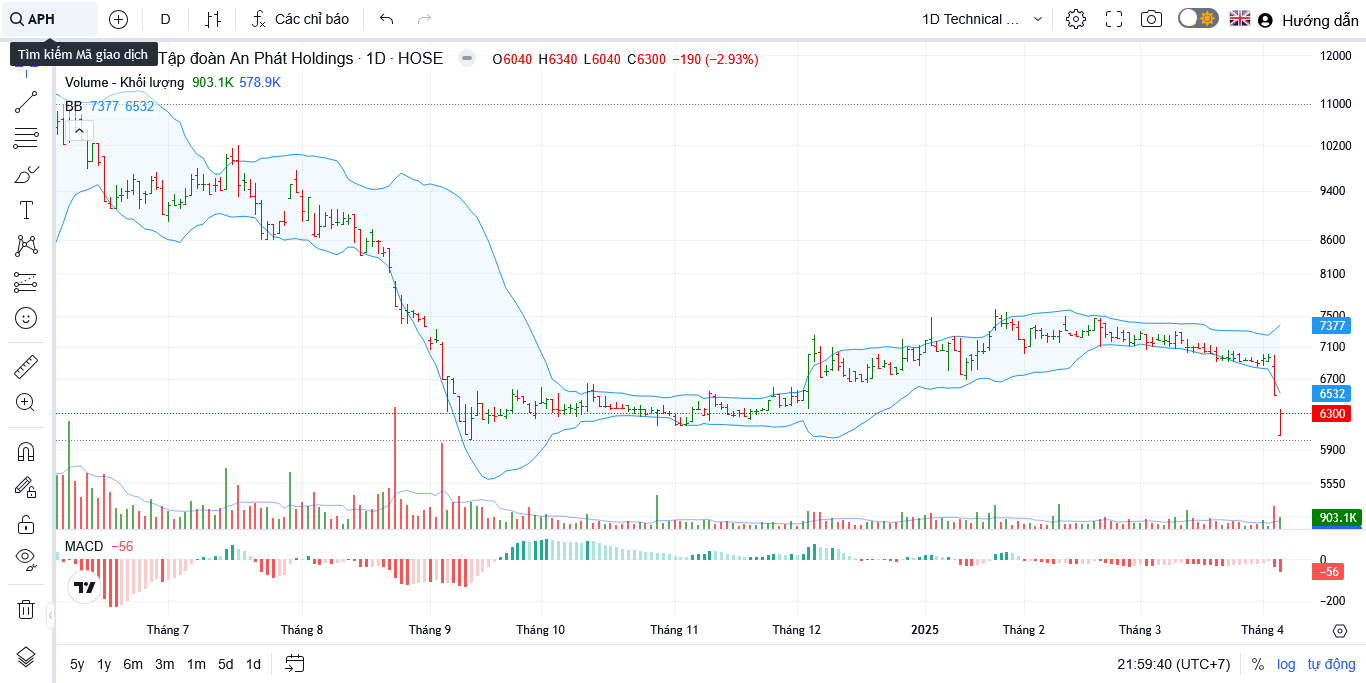 APH D Các chỉ báo 1D Technical ... Hướng dẫn
Tìm kiếm Mã giao dịch
Tập đoàn An Phát Holdings · 1D · HOSE O6040 H6340 L6040 C6300 −190 (−2.93%)
Volume - Khối lượng 903.1K 578.9K
BB 7377 6532
12000
11000
10200
9400
8600
8100
7500
7377
7100
6700
6532
6300
5900
5550
903.1K
MACD −56
0
−56
−200
Tháng 7 Tháng 8 Tháng 9 Tháng 10 Tháng 11 Tháng 12 2025 Tháng 2 Tháng 3 Tháng 4
5y 1y 6m 3m 1m 5d 1d 21:59:40 (UTC+7) % log tự động